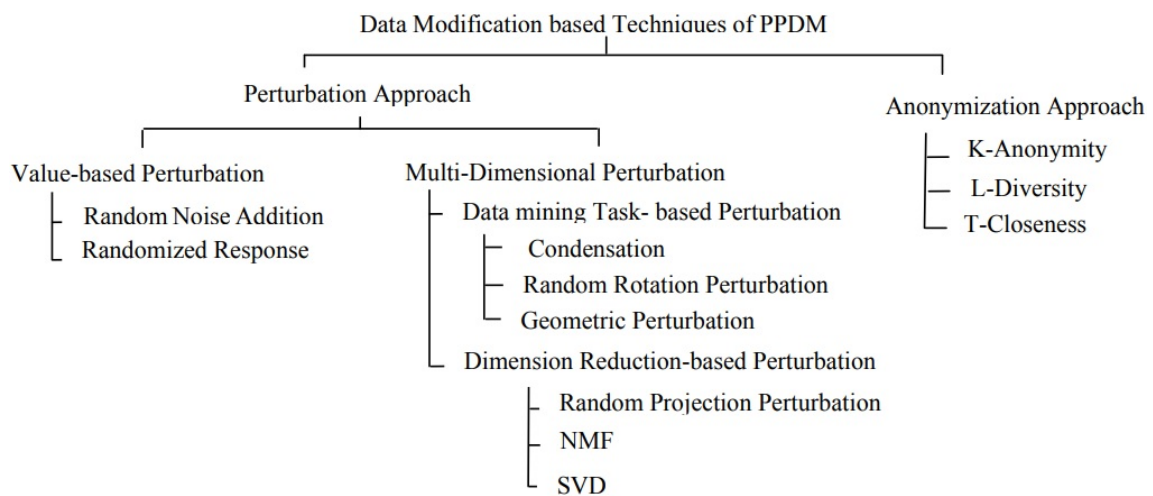 Data Modification based Techniques of PPDM
Perturbation Approach
Anonymization Approach
K-Anonymity
L-Diversity
T-Closeness
Value-based Perturbation
Random Noise Addition
Randomized Response
Multi-Dimensional Perturbation
Data mining Task- based Perturbation
Condensation
Random Rotation Perturbation
Geometric Perturbation
Dimension Reduction-based Perturbation
Random Projection Perturbation
NMF
SVD